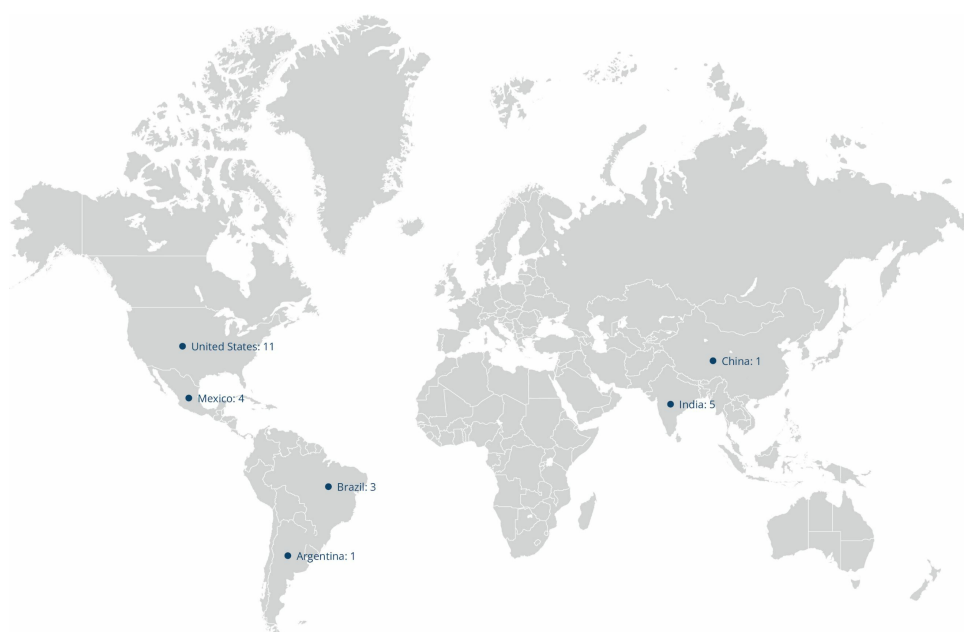 United States: 11
China: 1
Mexico: 4
India: 5
Brazil: 3
Argentina: 1